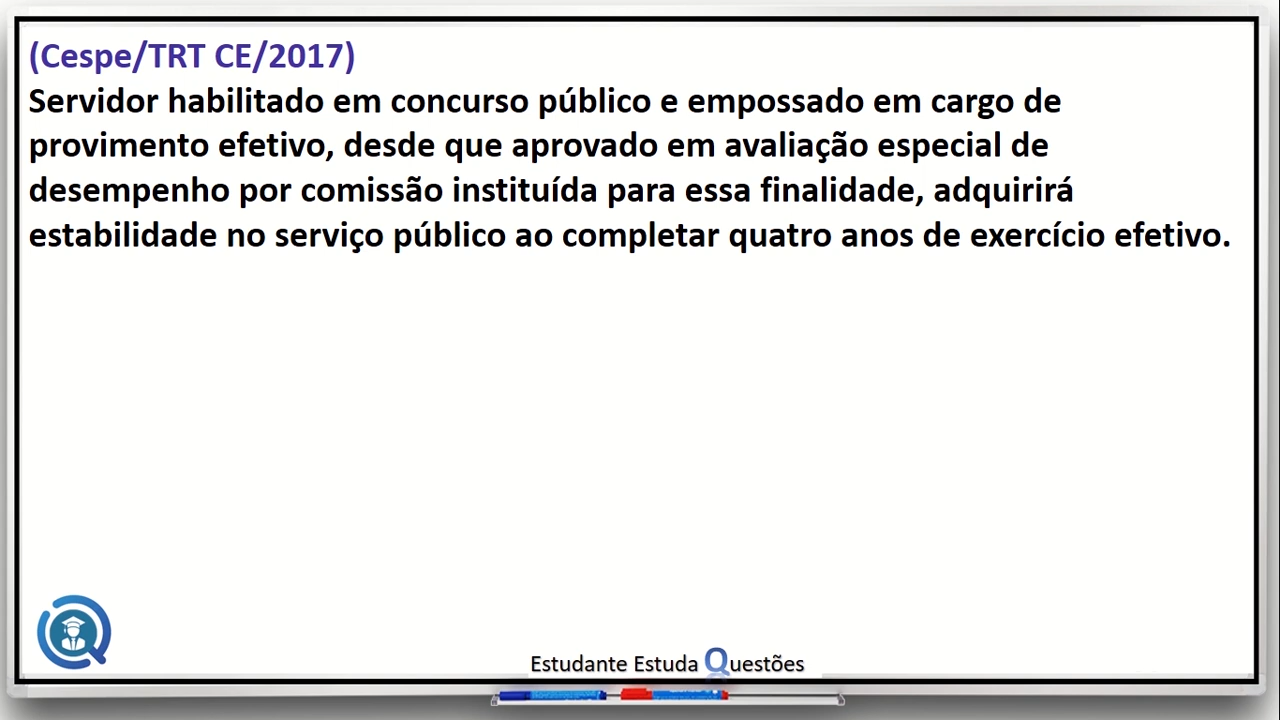 (Cespe/TRT CE/2017)
Servidor habilitado em concurso público e empossado em cargo de
provimento efetivo, desde que aprovado em avaliação especial de
desempenho por comissão instituída para essa finalidade, adquirirá
estabilidade no serviço público ao completar quatro anos de exercício efetivo.
Estudante Estuda Questões